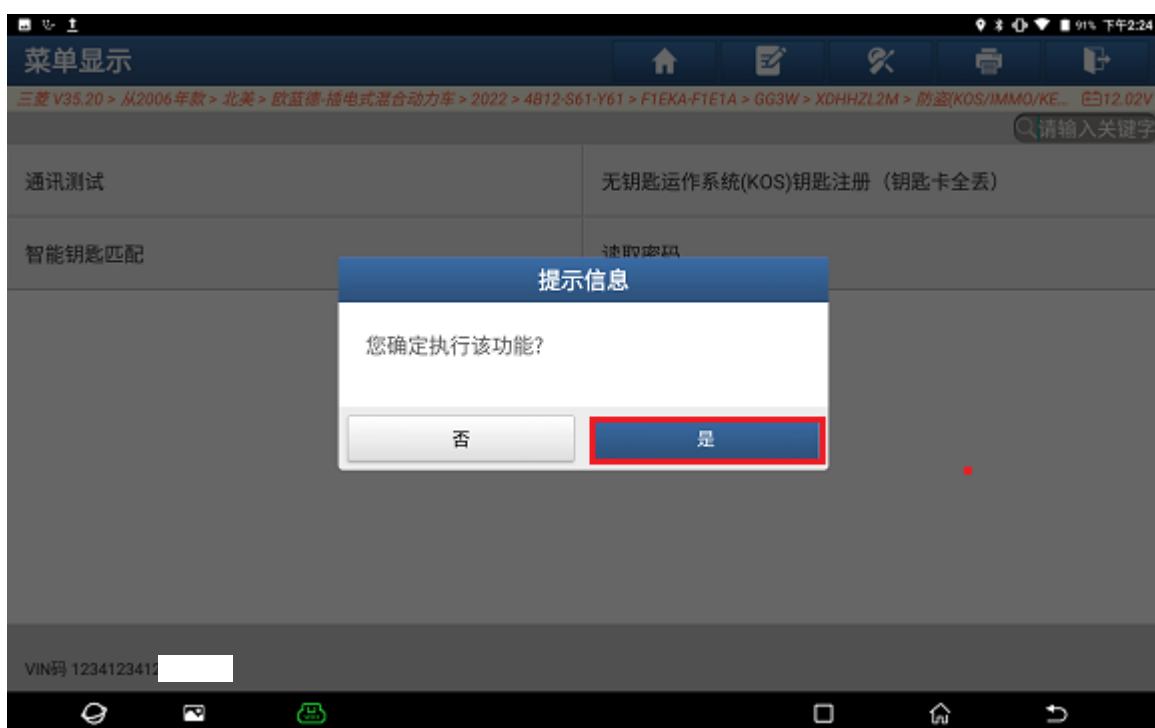 91% 下午2:24
菜单显示
三菱 V35.20 > 从2006年款 > 北美 > 欧蓝德-插电式混合动力车 > 2022 > 4B12-S61-Y61 > F1EKA-F1E1A > GG3W > XDHHZL2M > 防盗(KOS/IMMO/KE... 12.02V
请输入关键字
通讯测试
无钥匙运作系统(KOS)钥匙注册（钥匙卡全丢）
智能钥匙匹配
读取密码
提示信息
您确定执行该功能?
否
是
VIN码 1234123412